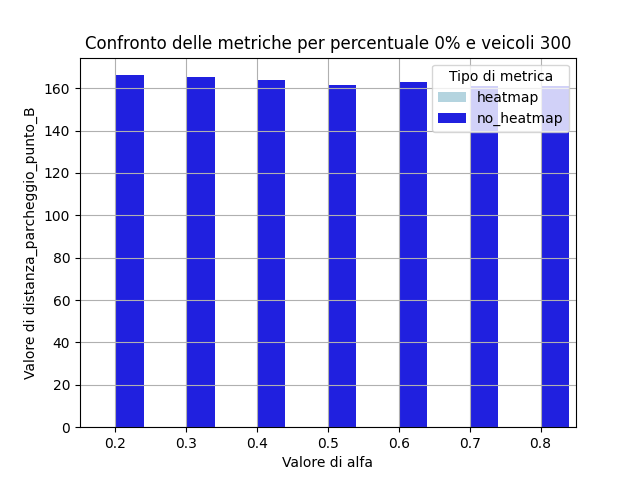 Confronto delle metriche per percentuale 0% e veicoli 300
Valore di distanza_parcheggio_punto_B
160
140
120
100
80
60
40
20
0
Tipo di metrica
heatmap
no_heatmap
0.2 0.3 0.4 0.5 0.6 0.7 0.8
Valore di alfa